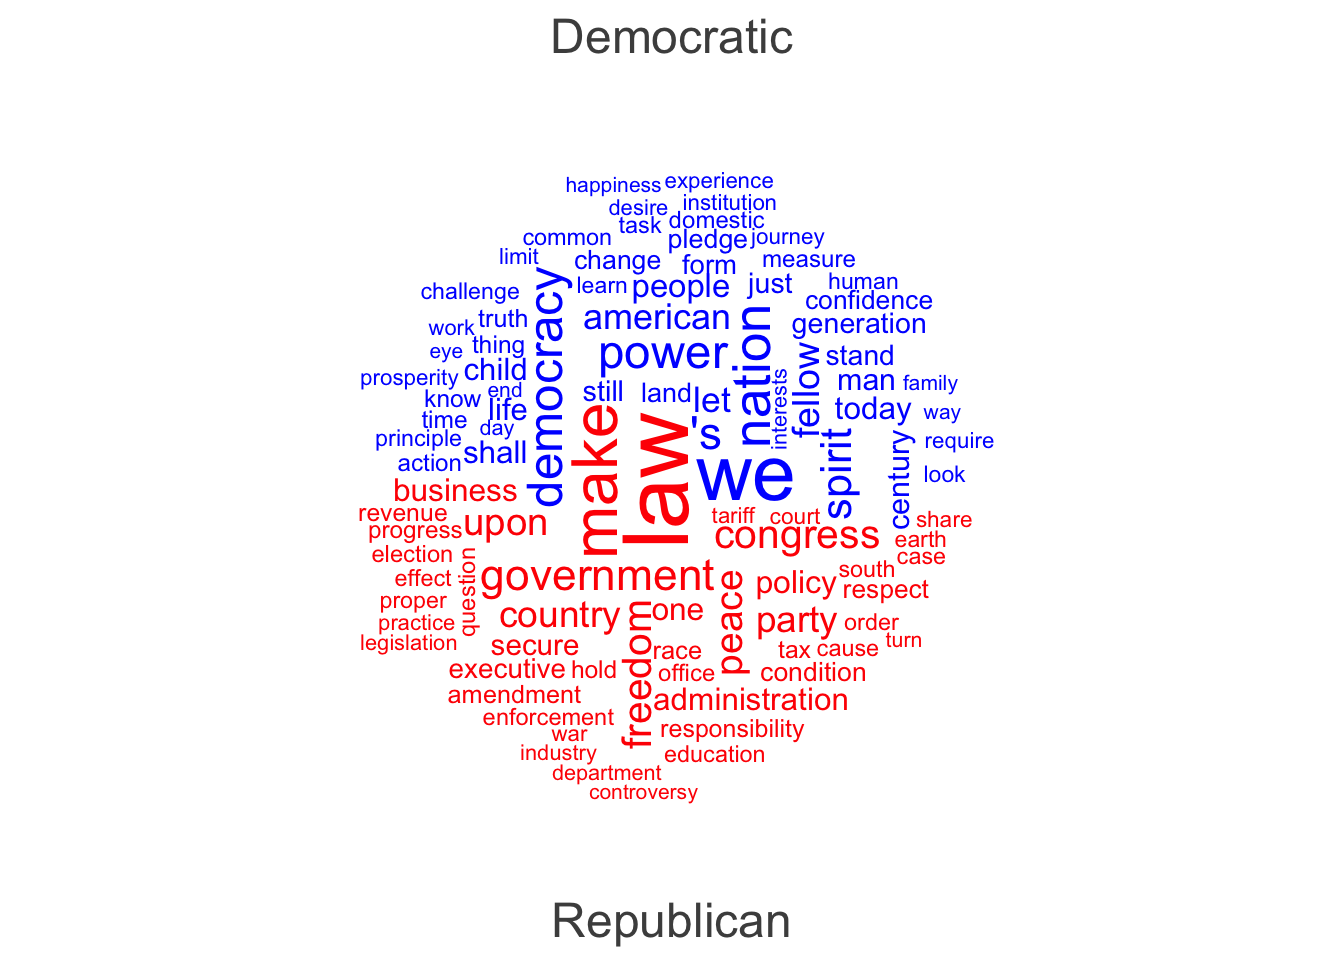 Democratic
happiness experience
desire institution
task domestic
common pledge journey
limit change form measure
challenge learn people just human
confidence
work truth american generation
eye thing power nation stand
prosperity child fellow man family
know end still land let interests today way
time life democracy
principle day 's spirit century require
action shall make law we look
business
revenue upon tariff court share
progress congress earth
election case
effect question government peace policy south respect
proper
practice country one party order
legislation secure freedom race tax cause turn
executive hold office condition
amendment administration
enforcement responsibility
war
industry education
department
controversy
Republican